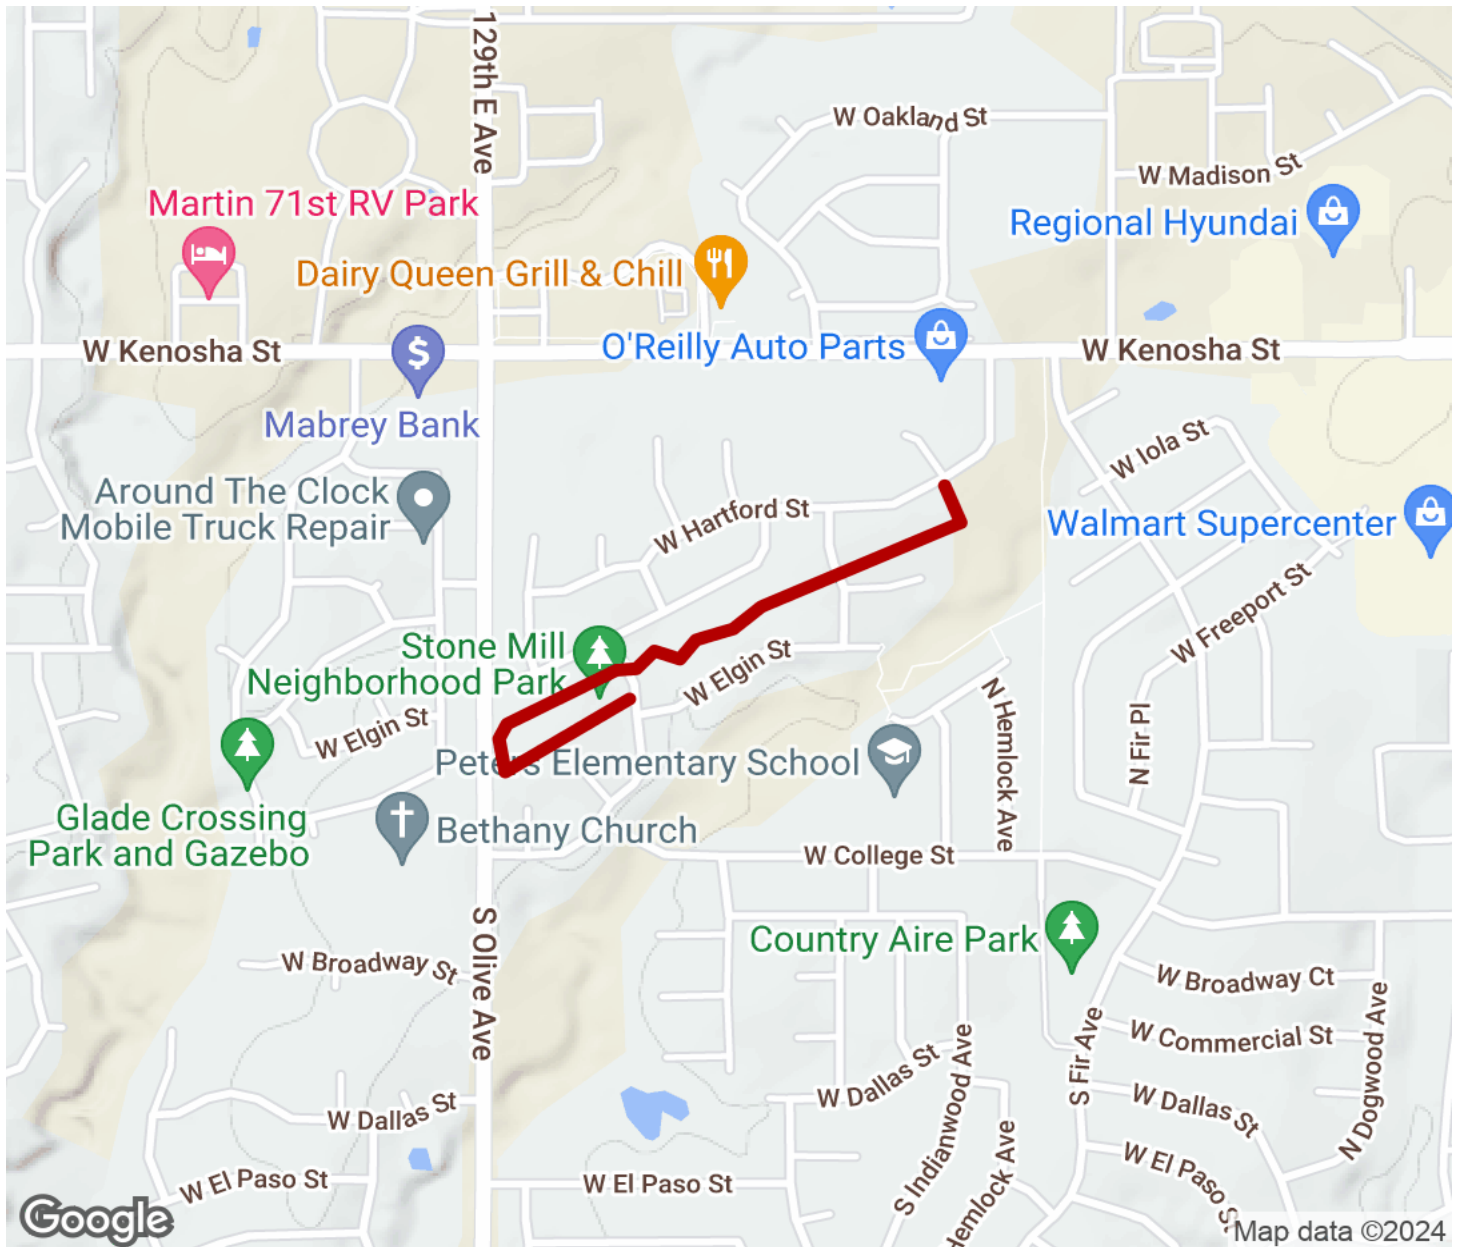 129th E Ave
W Oakland St
W Madison St
Martin 71st RV Park
Regional Hyundai
Dairy Queen Grill & Chill
W Kenosha St
O'Reilly Auto Parts
W Kenosha St
Mabrey Bank
W Iola St
Around The Clock
Mobile Truck Repair
W Hartford St
Walmart Supercenter
W Freeport St
Stone Mill
Neighborhood Park
W Elgin St
W Elgin St
N Hemlock Ave
N Fir Pl
Peters Elementary School
Glade Crossing
Park and Gazebo
Bethany Church
W College St
S Olive Ave
Country Aire Park
W Broadway St
W Broadway Ct
W Commercial St
N Dogwood Ave
S Fir Ave
W Dallas St
S Indianwood Ave
W Dallas St
W Dallas St
Hemlock Ave
W El Paso St
W El Paso St
W El Paso St
Google
Map data ©2024